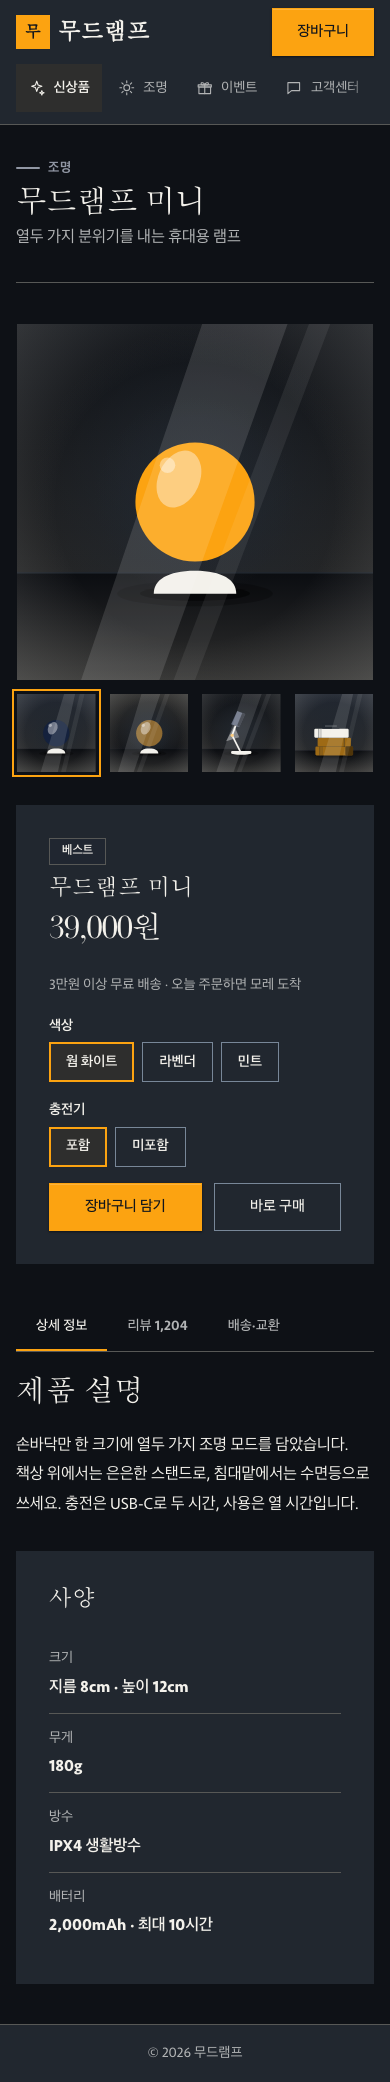 무 무드램프
장바구니
신상품
조명
이벤트
고객센터
조명
무드램프 미니
열두 가지 분위기를 내는 휴대용 램프
베스트
무드램프 미니
39,000원
3만원 이상 무료 배송 · 오늘 주문하면 모레 도착
색상
웜 화이트
라벤더
민트
충전기
포함
미포함
장바구니 담기
바로 구매
상세 정보
리뷰 1,204
배송·교환
제품 설명
손바닥만 한 크기에 열두 가지 조명 모드를 담았습니다.
책상 위에서는 은은한 스탠드로, 침대맡에서는 수면등으로
쓰세요. 충전은 USB-C로 두 시간, 사용은 열 시간입니다.
사양
크기
지름 8cm · 높이 12cm
무게
180g
방수
IPX4 생활방수
배터리
2,000mAh · 최대 10시간
© 2026 무드램프